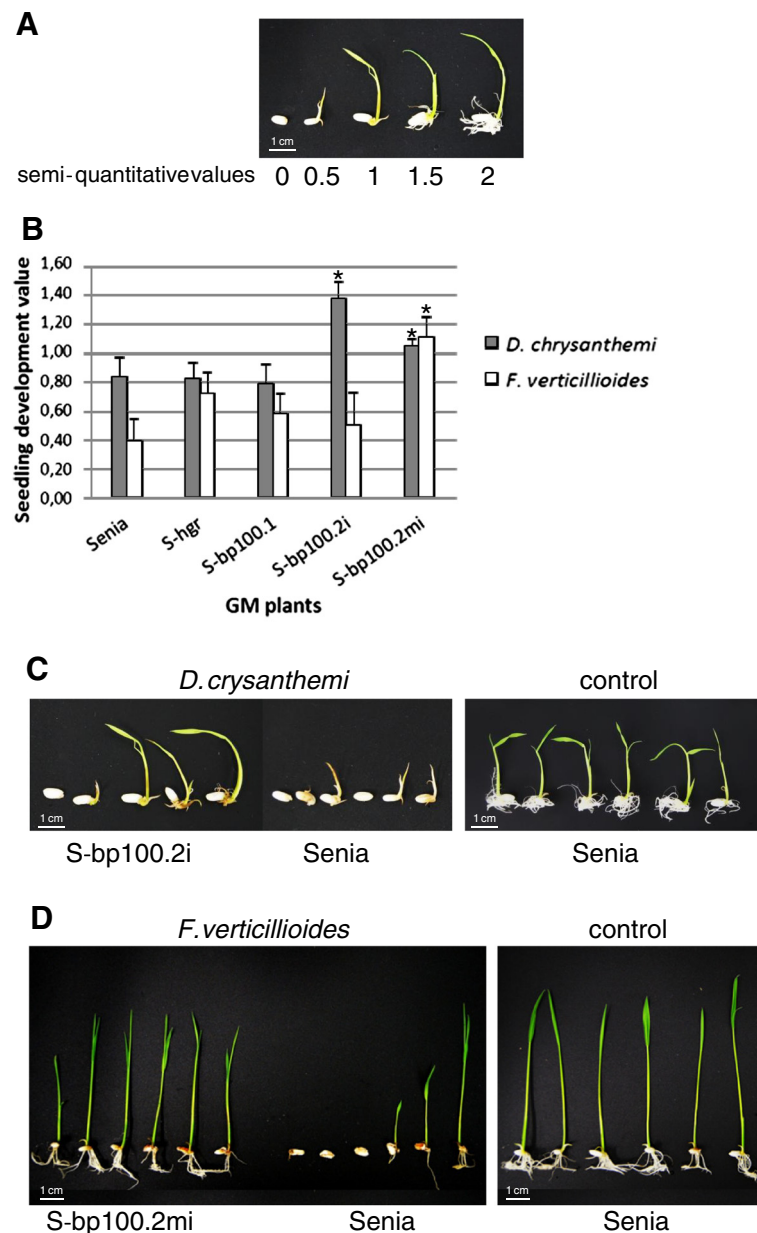 A
1 cm
semi-quantitativevalues 0 0.5 1 1.5 2
B
Seedling development value
1,60
1,40
1,20
1,00
0,80
0,60
0,40
0,20
0,00
* * *
Senia S-hgr S-bp100.1 S-bp100.2i S-bp100.2mi
GM plants
D. chrysanthemi
F. verticillioides
C
D.crysanthemi control
1 cm 1 cm
S-bp100.2i Senia Senia
D
F.verticillioides control
1 cm 1 cm
S-bp100.2mi Senia Senia